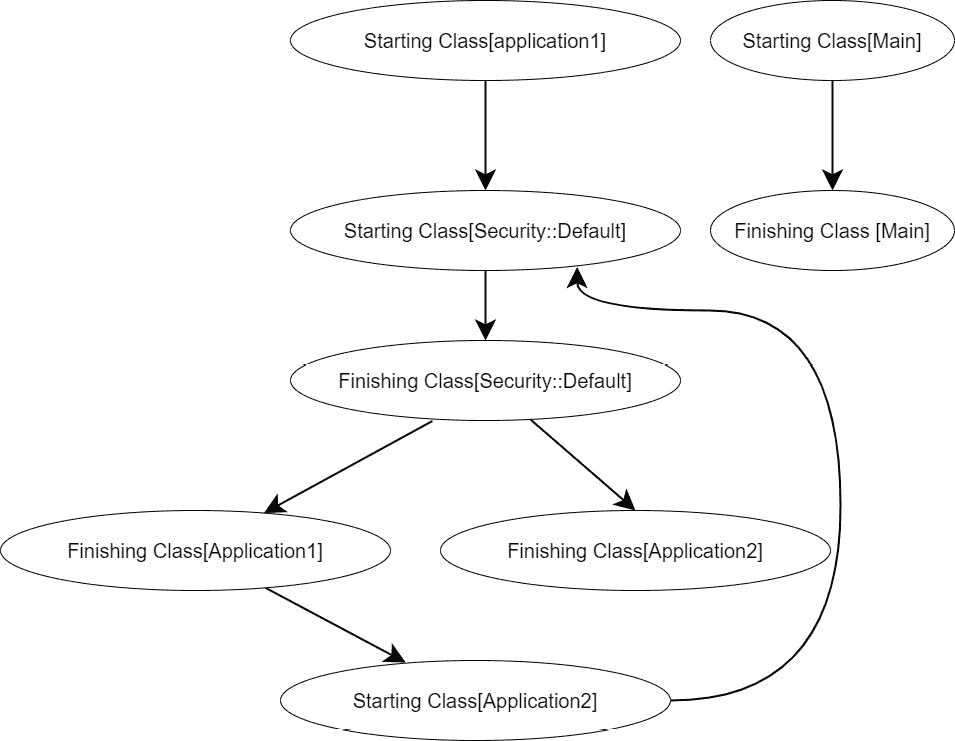 Starting Class[application1]
Starting Class[Main]
Starting Class[Security::Default]
Finishing Class [Main]
Finishing Class[Security::Default]
Finishing Class[Application1]
Finishing Class[Application2]
Starting Class[Application2]